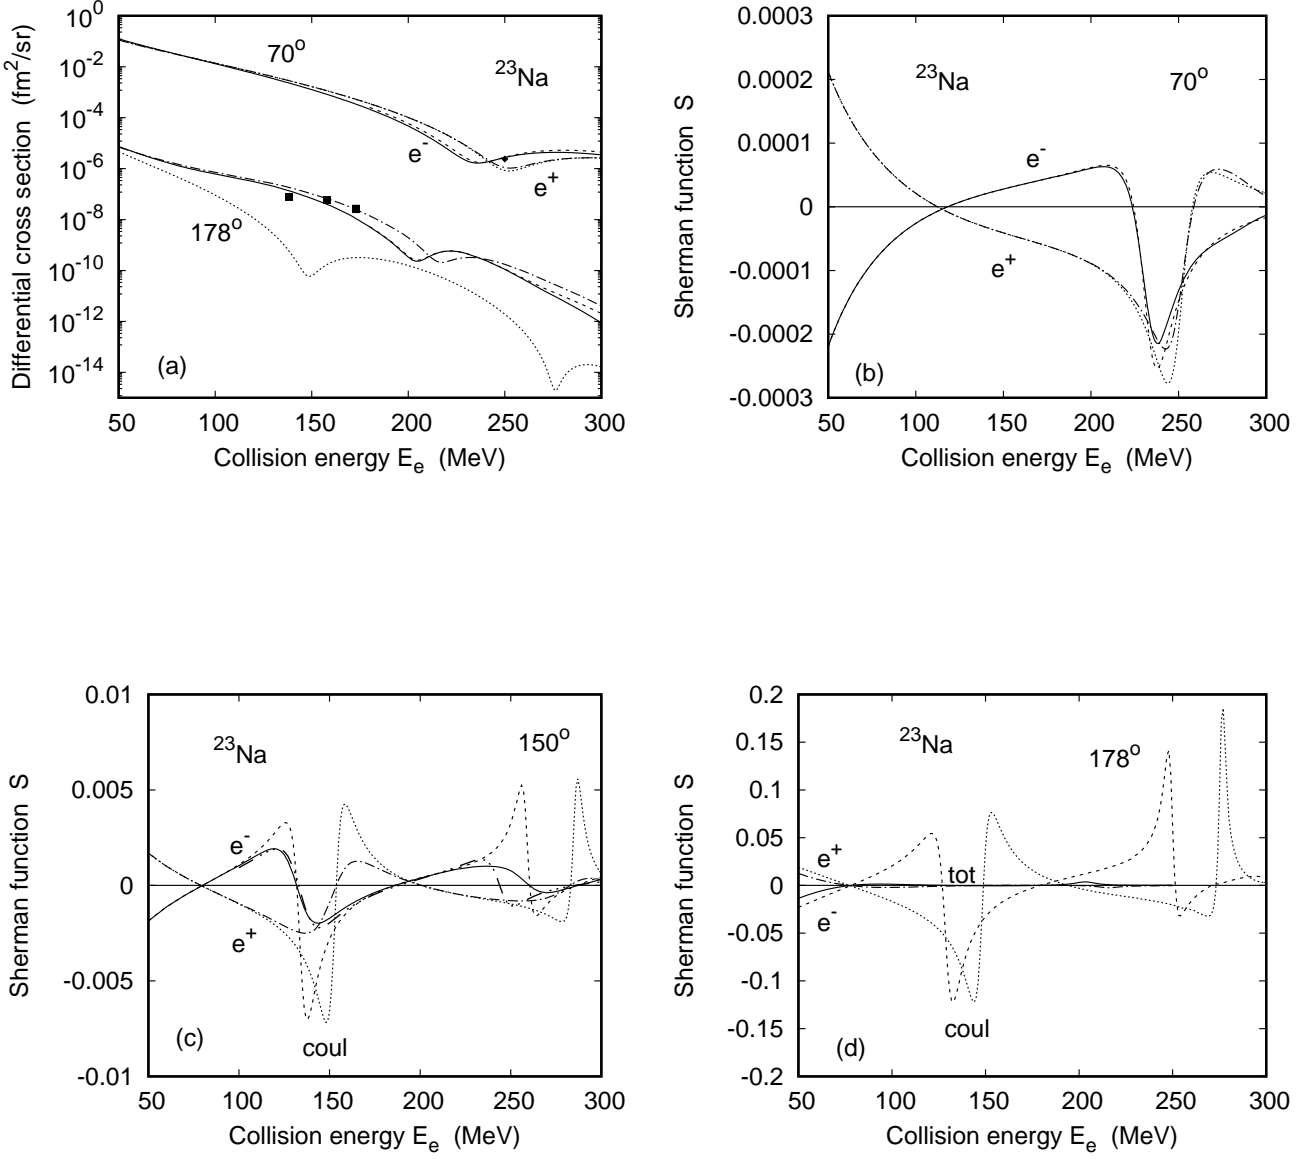 10^0
10^-2
10^-4
10^-6
10^-8
10^-10
10^-12
10^-14
Differential cross section (fm^2/sr)
70^o
^23Na
e^-
e^+
178^o
(a)
50 100 150 200 250 300
Collision energy E_e (MeV)
0.0003
0.0002
0.0001
0
-0.0001
-0.0002
-0.0003
Sherman function S
^23Na
70^o
e^-
e^+
(b)
50 100 150 200 250 300
Collision energy E_e (MeV)
0.01
0.005
0
-0.005
-0.01
Sherman function S
^23Na
150^o
e^-
e^+
(c)
coul
50 100 150 200 250 300
Collision energy E_e (MeV)
0.2
0.15
0.1
0.05
0
-0.05
-0.1
-0.15
-0.2
Sherman function S
^23Na
178^o
e^+
tot
e^-
coul
(d)
50 100 150 200 250 300
Collision energy E_e (MeV)